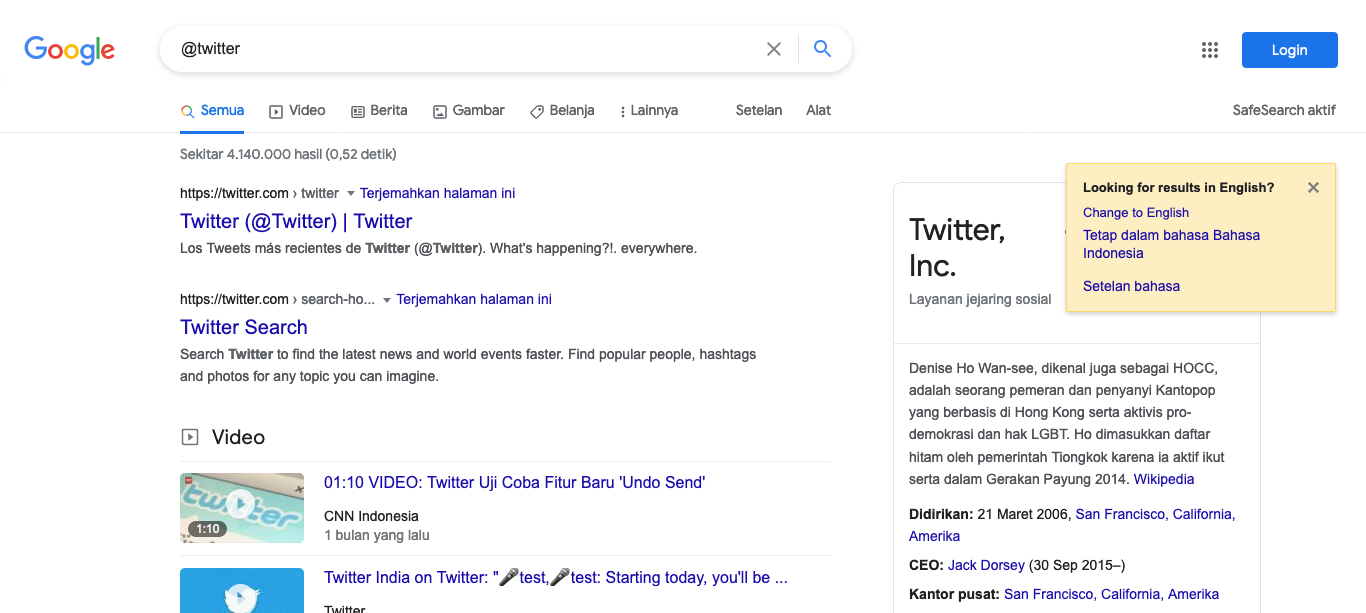 Google
@twitter
Login
Semua
Video
Berita
Gambar
Belanja
Lainnya
Setelan
Alat
SafeSearch aktif
Sekitar 4.140.000 hasil (0,52 detik)
https://twitter.com › twitter Terjemahkan halaman ini
Twitter (@Twitter) | Twitter
Los Tweets más recientes de Twitter (@Twitter). What's happening?!. everywhere.
https://twitter.com › search-ho... Terjemahkan halaman ini
Twitter Search
Search Twitter to find the latest news and world events faster. Find popular people, hashtags
and photos for any topic you can imagine.
Video
twitter
1:10
01:10 VIDEO: Twitter Uji Coba Fitur Baru 'Undo Send'
CNN Indonesia
1 bulan yang lalu
Twitter India on Twitter: "🎤test,🎤test: Starting today, you'll be ...
Twitter
Looking for results in English?
Change to English
Tetap dalam bahasa Bahasa
Indonesia
Setelan bahasa
Twitter,
Inc.
Layanan jejaring sosial
Denise Ho Wan-see, dikenal juga sebagai HOCC,
adalah seorang pemeran dan penyanyi Kantopop
yang berbasis di Hong Kong serta aktivis pro-
demokrasi dan hak LGBT. Ho dimasukkan daftar
hitam oleh pemerintah Tiongkok karena ia aktif ikut
serta dalam Gerakan Payung 2014. Wikipedia
Didirikan: 21 Maret 2006, San Francisco, California,
Amerika
CEO: Jack Dorsey (30 Sep 2015–)
Kantor pusat: San Francisco, California, Amerika